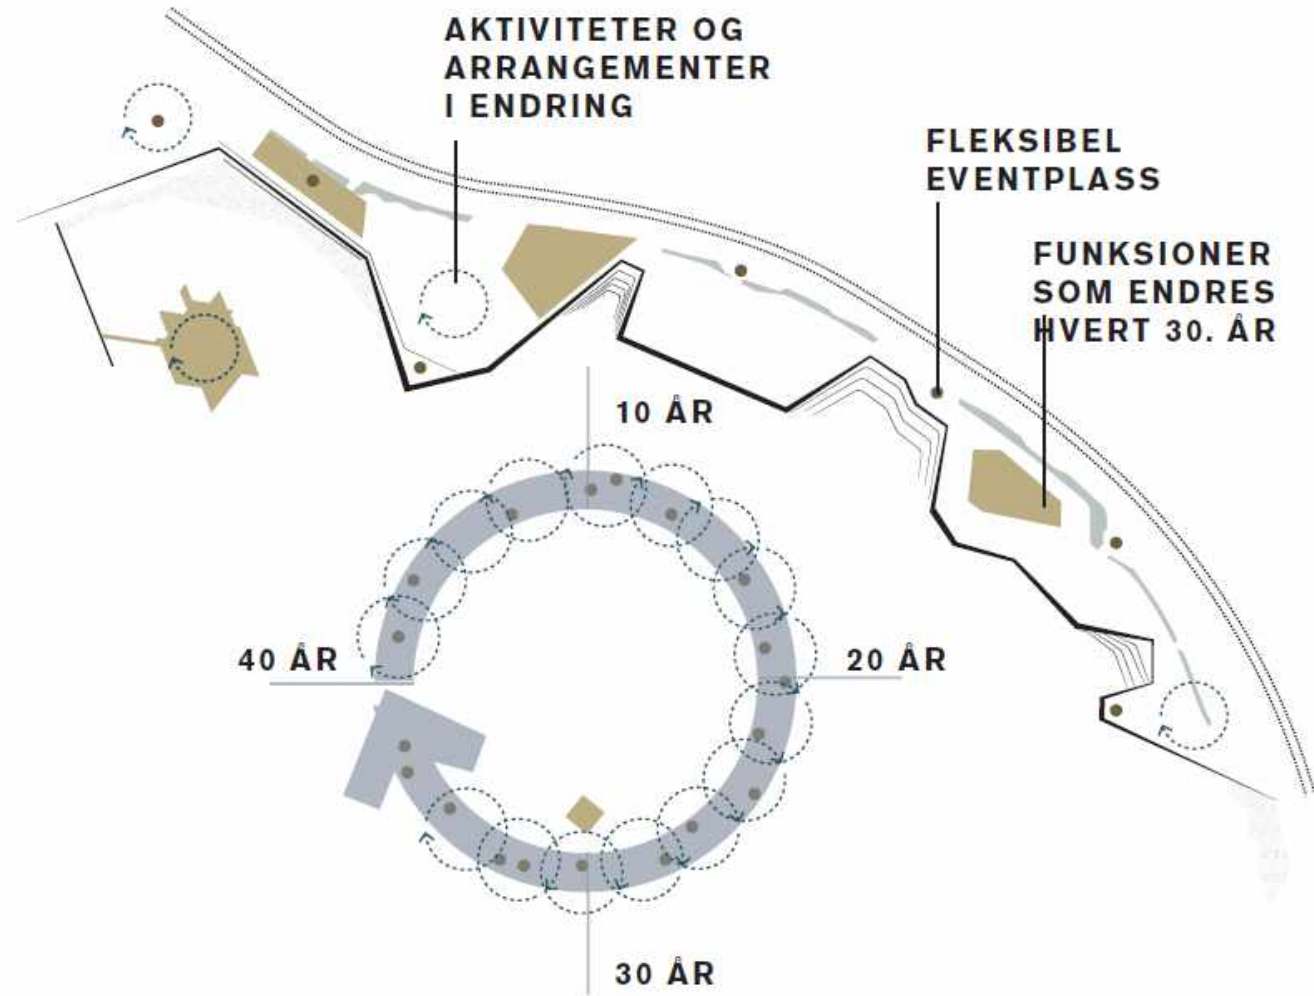 AKTIVITETER OG
ARRANGEMENTER
I ENDRING
FLEKSIBEL
EVENTPLASS
FUNKSIONER
SOM ENDRES
HVERT 30. ÅR
10 ÅR
40 ÅR
20 ÅR
30 ÅR